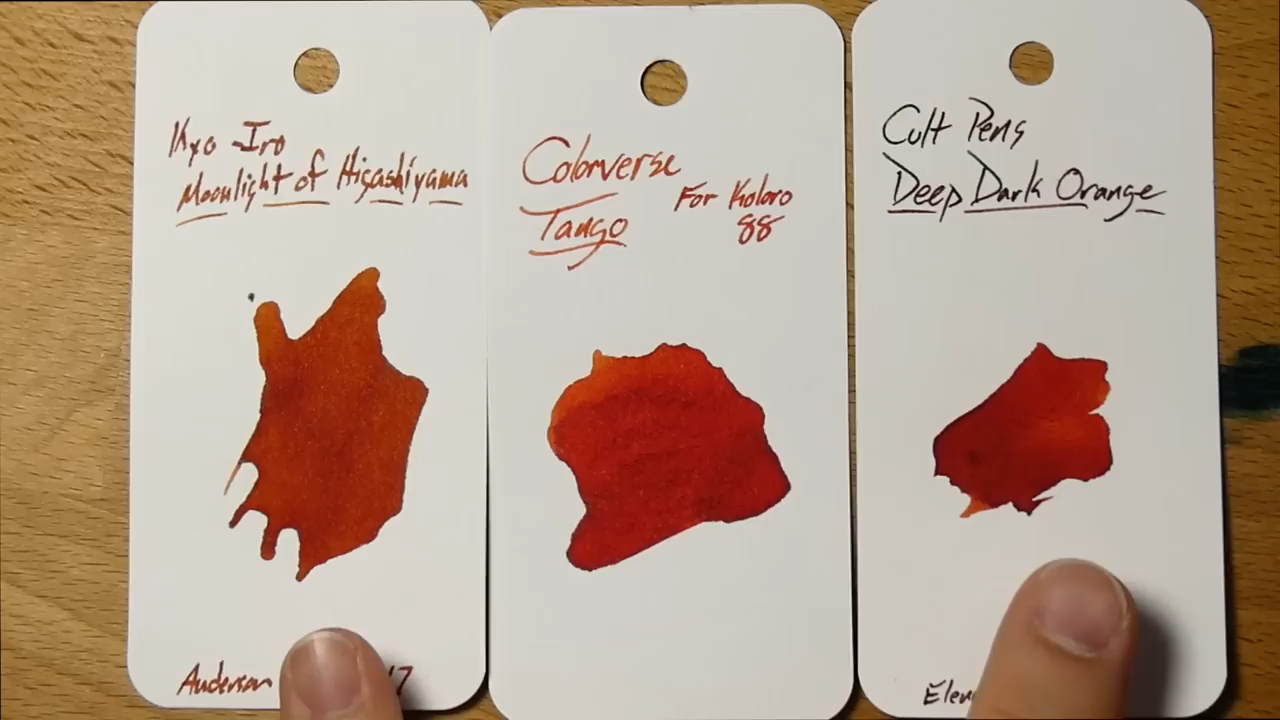 Kyo-Iro
Moonlight of Higashiyama
Anderson
Colorverse
Tango
For Koloro
88
Cult Pens
Deep Dark Orange